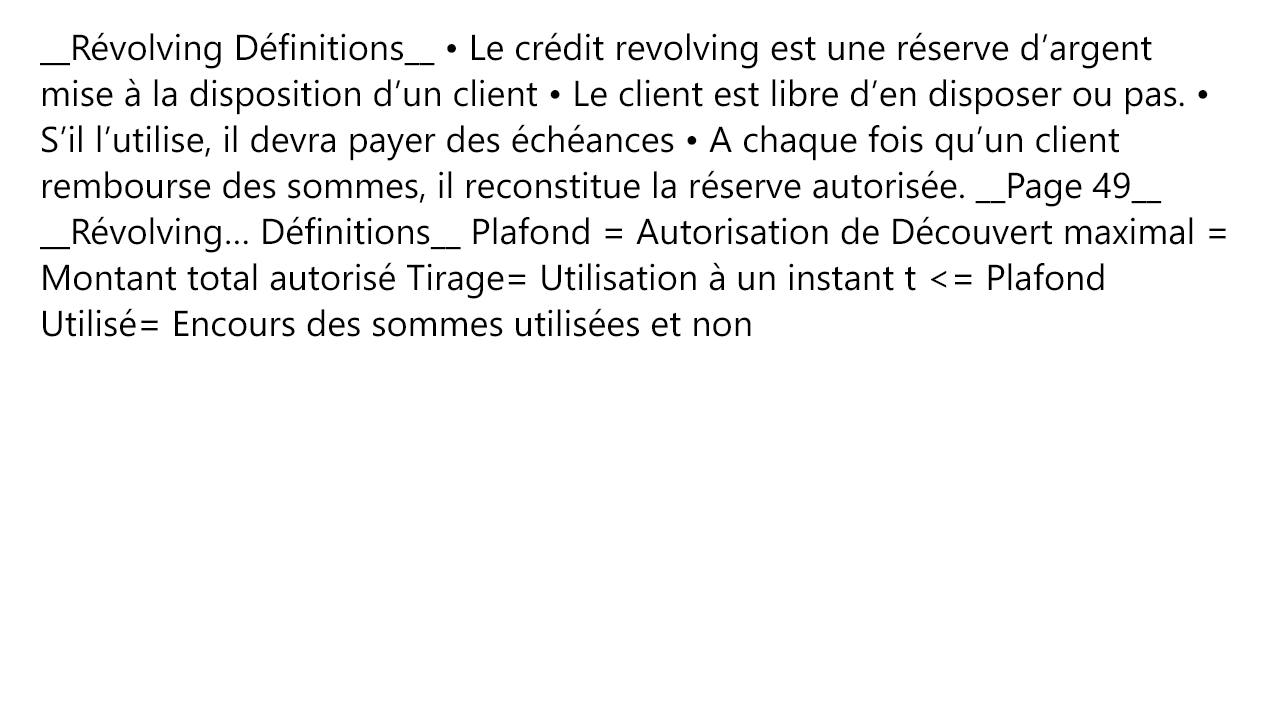 __Révolving Définitions__ • Le crédit revolving est une réserve d’argent
mise à la disposition d’un client • Le client est libre d’en disposer ou pas. •
S’il l’utilise, il devra payer des échéances • A chaque fois qu’un client
rembourse des sommes, il reconstitue la réserve autorisée. __Page 49__
__Révolving... Définitions__ Plafond = Autorisation de Découvert maximal =
Montant total autorisé Tirage= Utilisation à un instant t <= Plafond
Utilisé= Encours des sommes utilisées et non